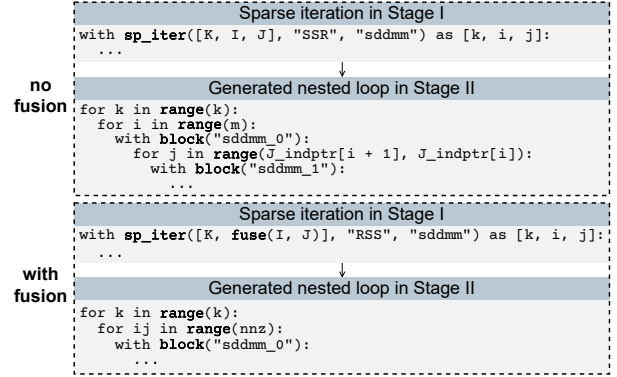 Sparse iteration in Stage I
with sp_iter([K, I, J], "SSR", "sddmm") as [k, i, j]:
...
no
fusion
Generated nested loop in Stage II
for k in range(k):
for i in range(m):
with block("sddmm_0"):
for j in range(J_indptr[i + 1], J_indptr[i]):
with block("sddmm_1"):
...
Sparse iteration in Stage I
with sp_iter([K, fuse(I, J)], "RSS", "sddmm") as [k, i, j]:
...
with
fusion
Generated nested loop in Stage II
for k in range(k):
for ij in range(nnz):
with block("sddmm_0"):
...